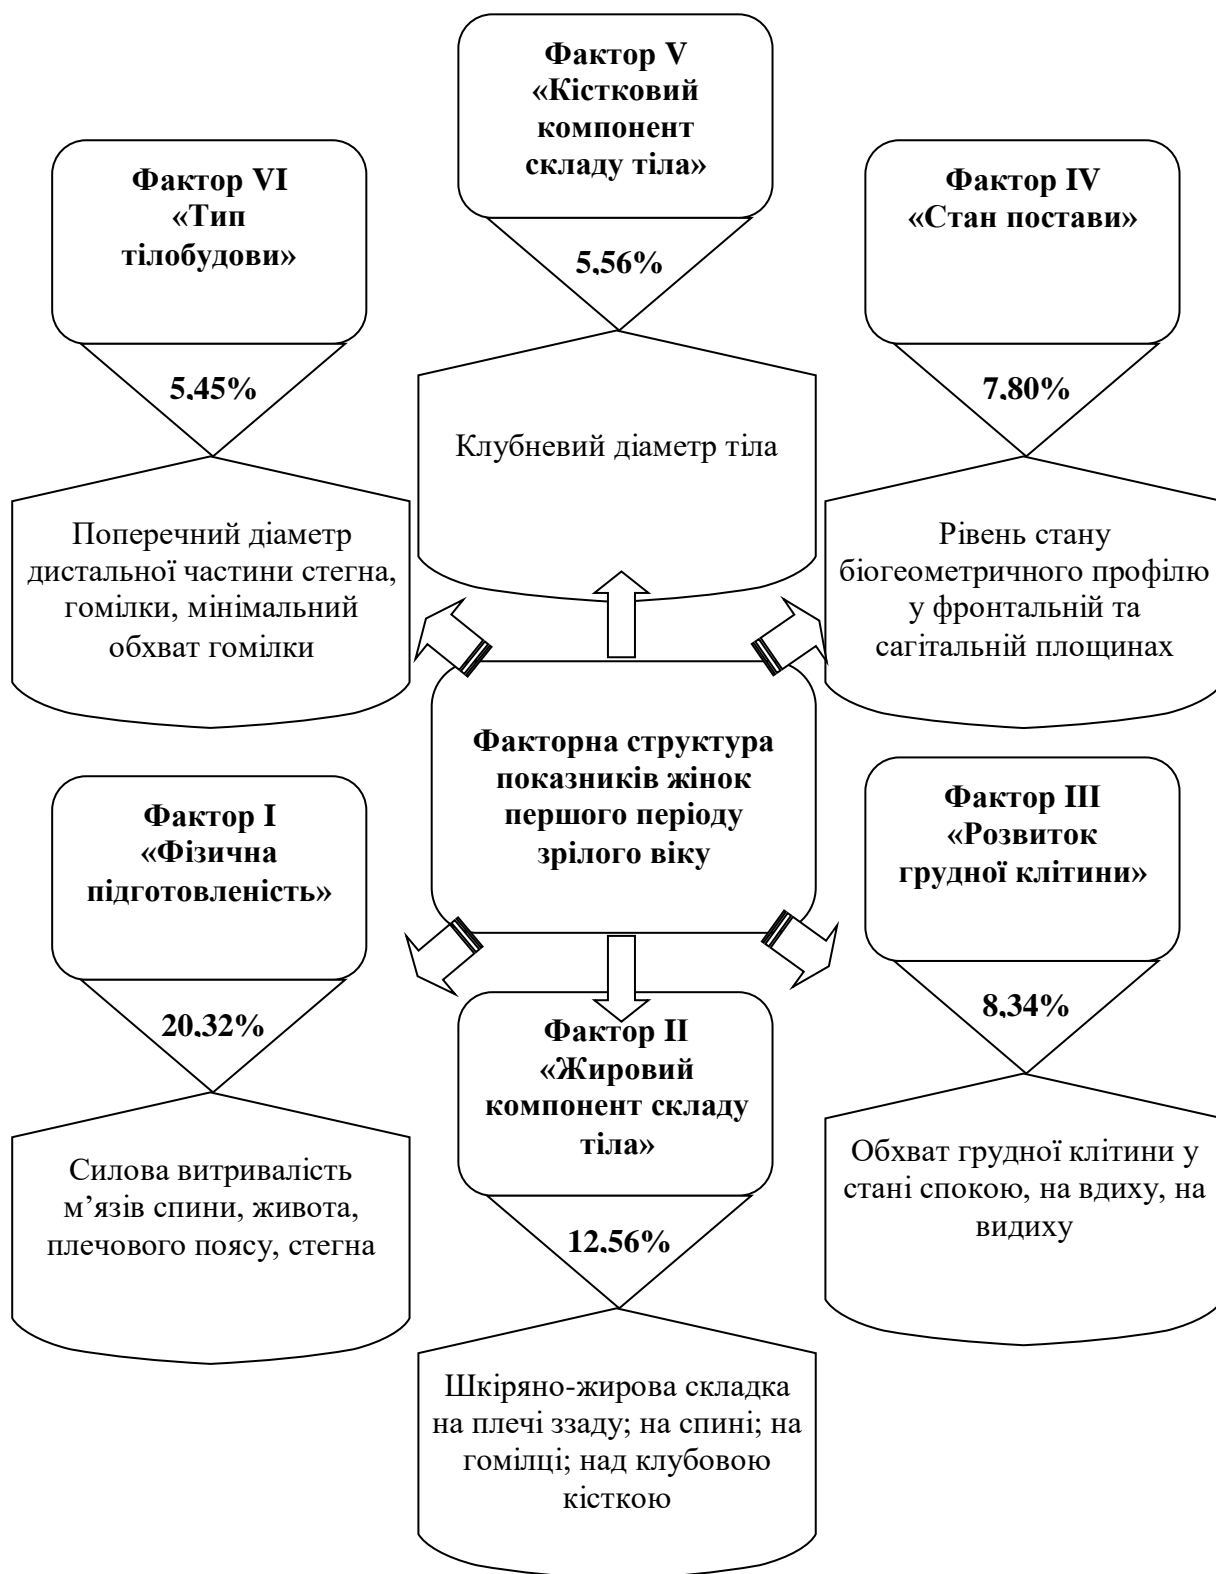 Фактор V
«Кістковий
компонент
складу тіла»
5,56%
Клубневий діаметр тіла
Фактор VI
«Тип
тілобудови»
5,45%
Поперечний діаметр
дистальної частини стегна,
гомілки, мінімальний
обхват гомілки
Фактор IV
«Стан постави»
7,80%
Рівень стану
біогеометричного профілю
у фронтальній та
сагітальній площинах
Факторна структура
показників жінок
першого періоду
зрілого віку
Фактор I
«Фізична
підготовленість»
20,32%
Силова витривалість
м’язів спини, живота,
плечового поясу, стегна
Фактор II
«Жировий
компонент складу
тіла»
12,56%
Шкіряно-жирова складка
на плечі ззаду; на спині; на
гомілці; над клубовою
кісткою
Фактор III
«Розвиток
грудної клітини»
8,34%
Обхват грудної клітини у
стані спокою, на вдиху, на
видиху